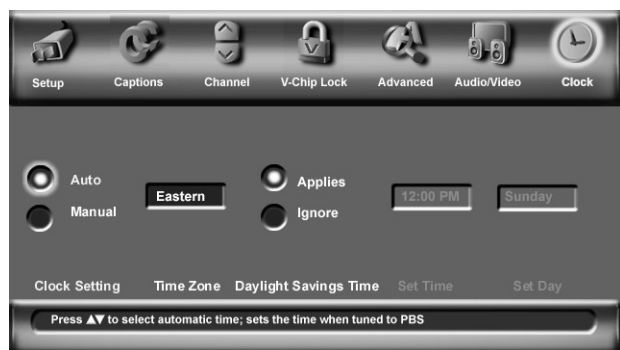 Setup Captions Channel V-Chip Lock Advanced Audio/Video Clock
Auto Eastern Applies 12:00 PM Sunday
Manual Ignore
Clock Setting Time Zone Daylight Savings Time Set Time Set Day
Press ▲▼ to select automatic time; sets the time when tuned to PBS